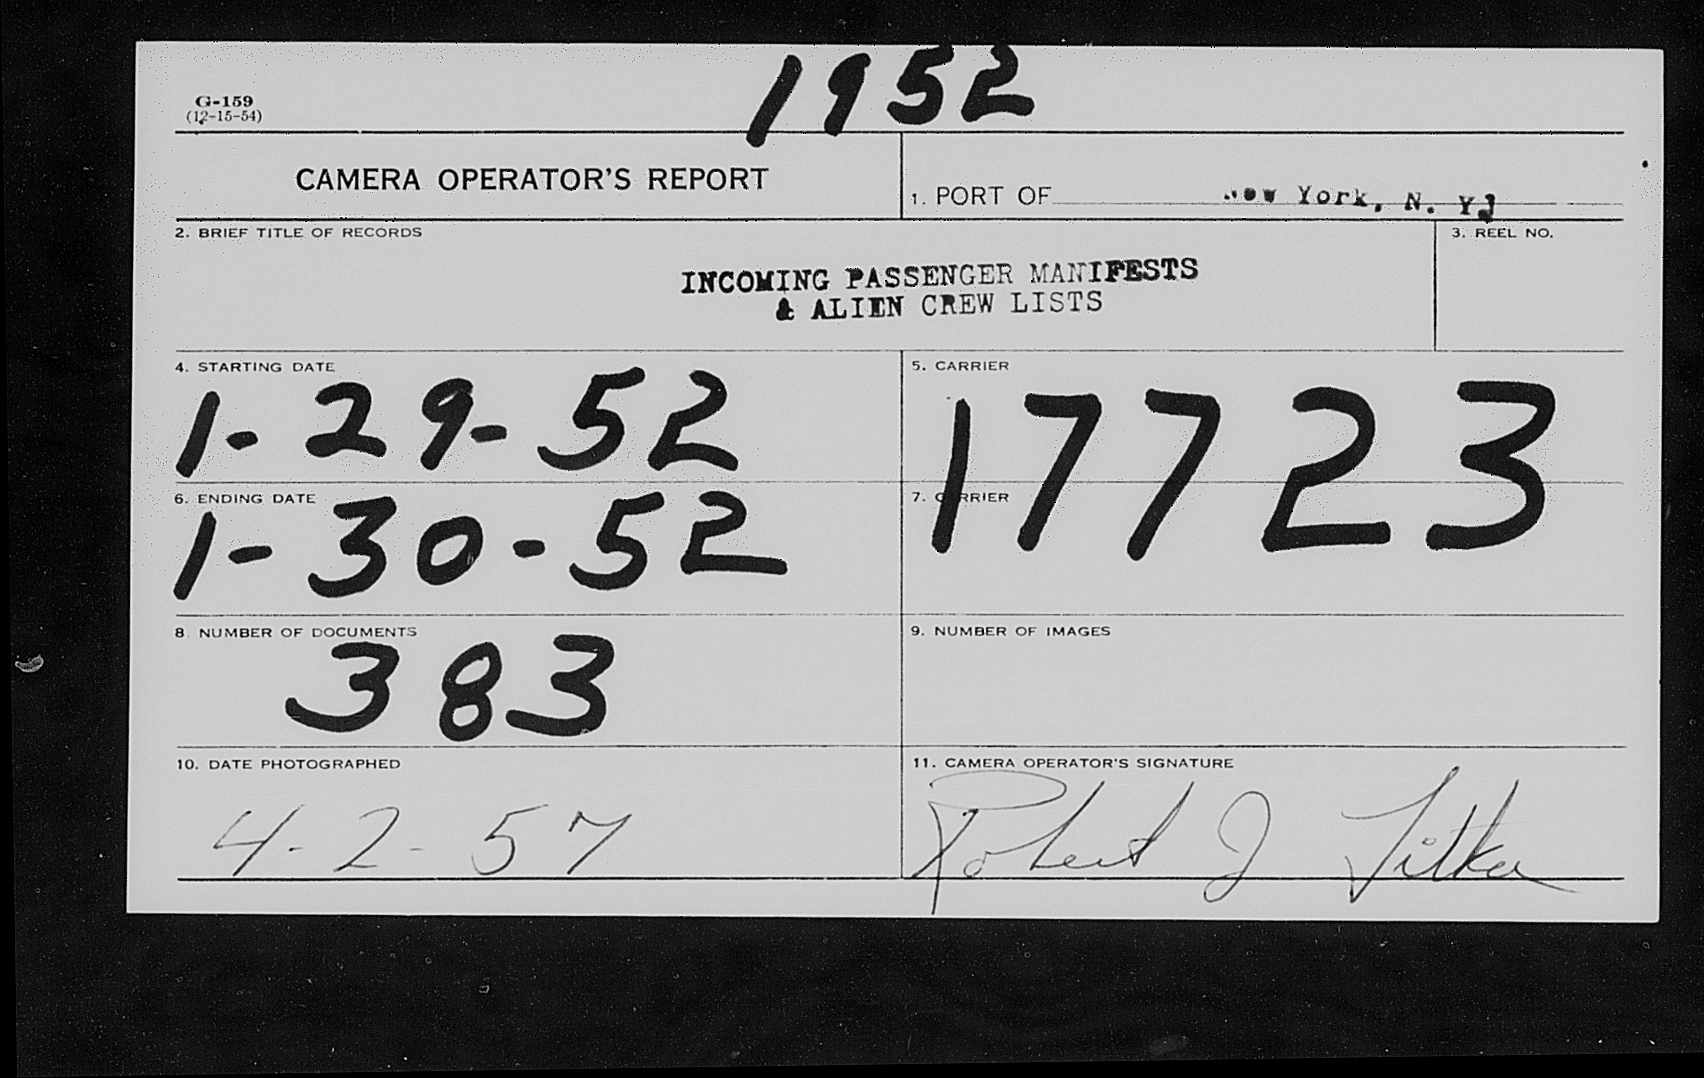 1952
G-159
(12-15-54)
CAMERA OPERATOR'S REPORT
1. PORT OF New York, N. Y.
2. BRIEF TITLE OF RECORDS
3. REEL NO.
INCOMING PASSENGER MANIFESTS
& ALIEN CREW LISTS
4. STARTING DATE
1-29-52
5. CARRIER
17723
6. ENDING DATE
1-30-52
7. CARRIER
8. NUMBER OF DOCUMENTS
383
9. NUMBER OF IMAGES
10. DATE PHOTOGRAPHED
4-2-57
11. CAMERA OPERATOR'S SIGNATURE
Robert J